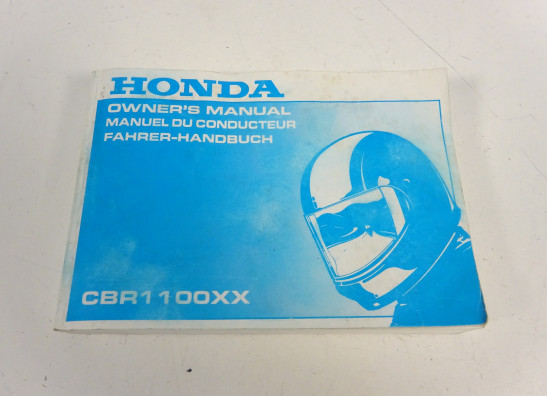 HONDA
OWNER'S MANUAL
MANUEL DU CONDUCTEUR
FAHRER-HANDBUCH
CBR1100XX